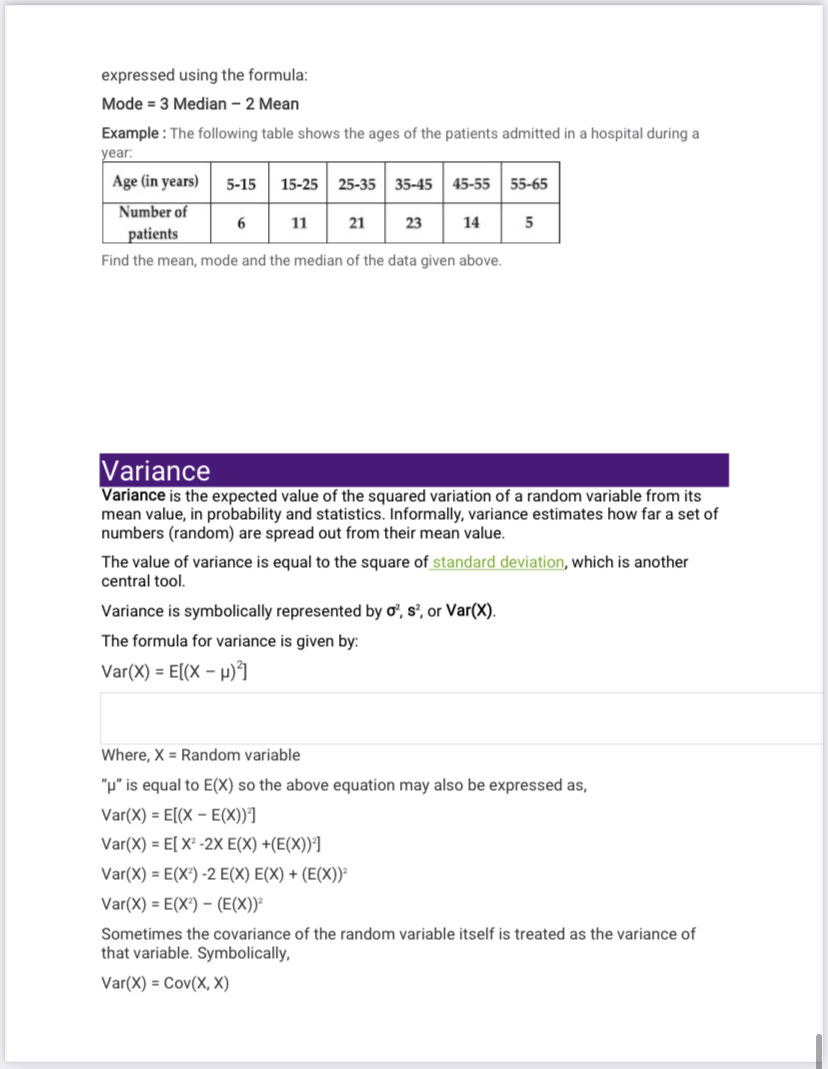 expressed using the formula:
Mode = 3 Median – 2 Mean
Example : The following table shows the ages of the patients admitted in a hospital during a
year:
Age (in years) 5-15 15-25 25-35 35-45 45-55 55-65
Number of patients 6 11 21 23 14 5
Find the mean, mode and the median of the data given above.
Variance
Variance is the expected value of the squared variation of a random variable from its
mean value, in probability and statistics. Informally, variance estimates how far a set of
numbers (random) are spread out from their mean value.
The value of variance is equal to the square of standard deviation, which is another
central tool.
Variance is symbolically represented by σ², s², or Var(X).
The formula for variance is given by:
Var(X) = E[(X – μ)²]
Where, X = Random variable
“μ” is equal to E(X) so the above equation may also be expressed as,
Var(X) = E[(X – E(X))²]
Var(X) = E[ X² -2X E(X) +(E(X))²]
Var(X) = E(X²) -2 E(X) E(X) + (E(X))²
Var(X) = E(X²) – (E(X))²
Sometimes the covariance of the random variable itself is treated as the variance of
that variable. Symbolically,
Var(X) = Cov(X, X)